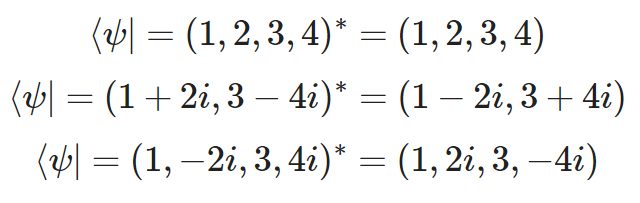 ⟨ψ| = (1, 2, 3, 4)* = (1, 2, 3, 4)
⟨ψ| = (1 + 2i, 3 − 4i)* = (1 − 2i, 3 + 4i)
⟨ψ| = (1, −2i, 3, 4i)* = (1, 2i, 3, −4i)